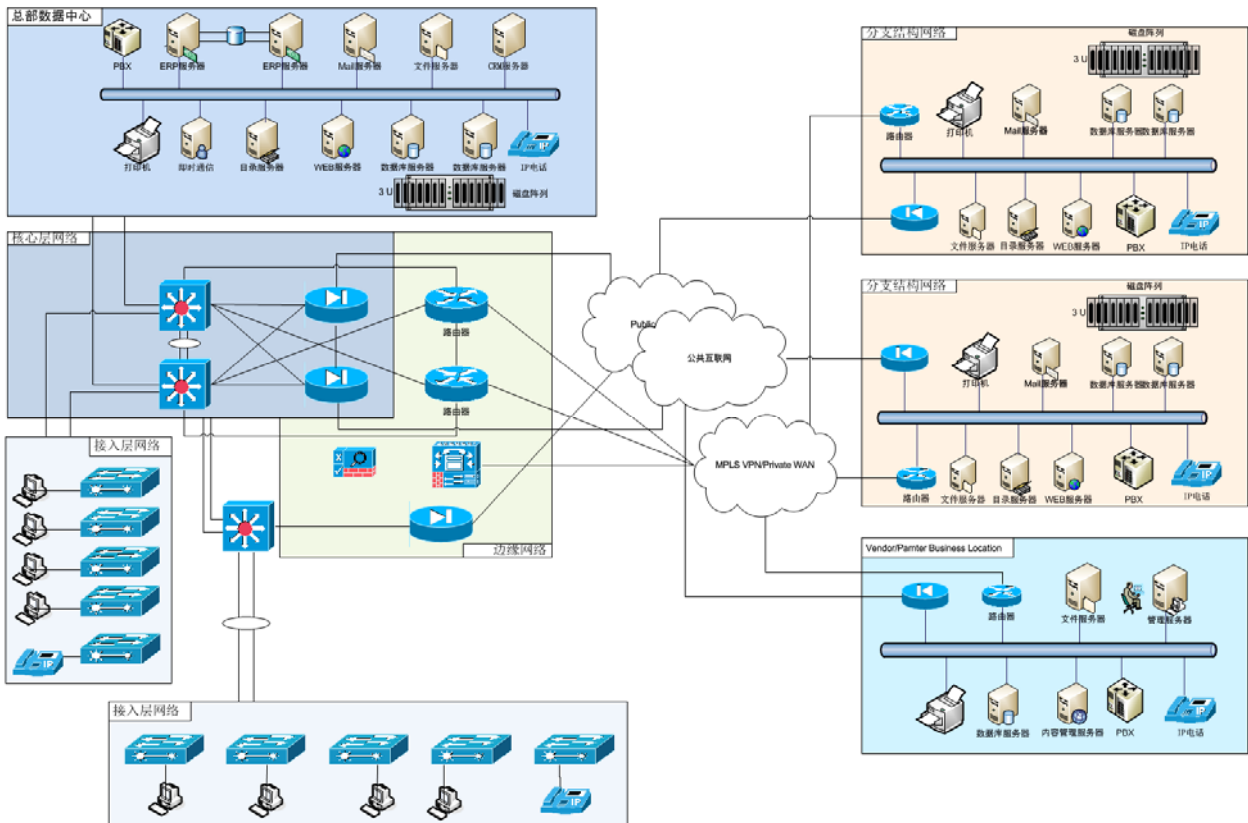 总部数据中心
PBX
ERP服务器
ERP服务器
Mail服务器
文件服务器
CRM服务器
打印机
即时通信
目录服务器
WEB服务器
数据库服务器
数据库服务器
IP电话
3 U
磁盘阵列
核心层网络
路由器
路由器
边缘网络
接入层网络
IP
接入层网络
IP
Public
公共互联网
MPLS VPN/Private WAN
分支结构网络
磁盘阵列
3 U
路由器
打印机
Mail服务器
数据库服务器
数据库服务器
文件服务器
目录服务器
WEB服务器
PBX
IP电话
分支结构网络
磁盘阵列
3 U
打印机
Mail服务器
数据库服务器
数据库服务器
路由器
文件服务器
目录服务器
WEB服务器
PBX
IP电话
Vendor/Pamter Business Location
路由器
文件服务器
管理服务器
数据库服务器
内容管理服务器
PBX
IP电话